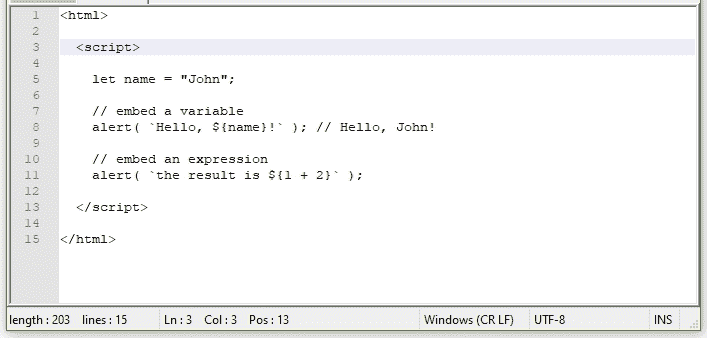 1 <html>
2
3 <script>
4
5 let name = "John";
6
7 // embed a variable
8 alert( `Hello, ${name}!` ); // Hello, John!
9
10 // embed an expression
11 alert( `the result is ${1 + 2}` );
12
13 </script>
14
15 </html>
length : 203 lines : 15 Ln : 3 Col : 3 Pos : 13 Windows (CR LF) UTF-8 INS